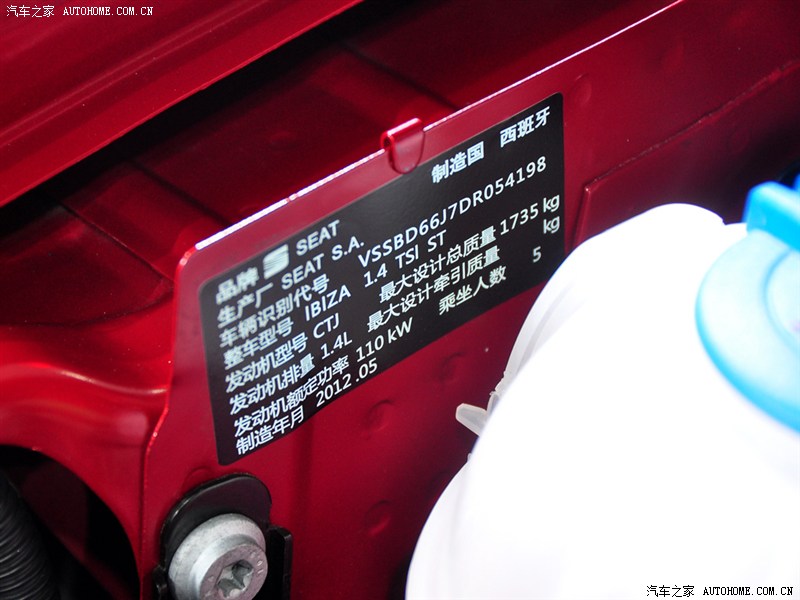 汽车之家 AUTOHOME.COM.CN
品牌 SEAT 制造国 西班牙
生产厂 SEAT S.A.
车辆识别代号 VSSBD66J7DR054198
整车型号 IBIZA 1.4 TSI ST
发动机型号 CTJ 最大设计总质量 1735 kg
发动机排量 1.4L 最大设计牵引质量 kg
发动机额定功率 110 kW 乘坐人数 5
制造年月 2012.05
汽车之家 AUTOHOME.COM.CN